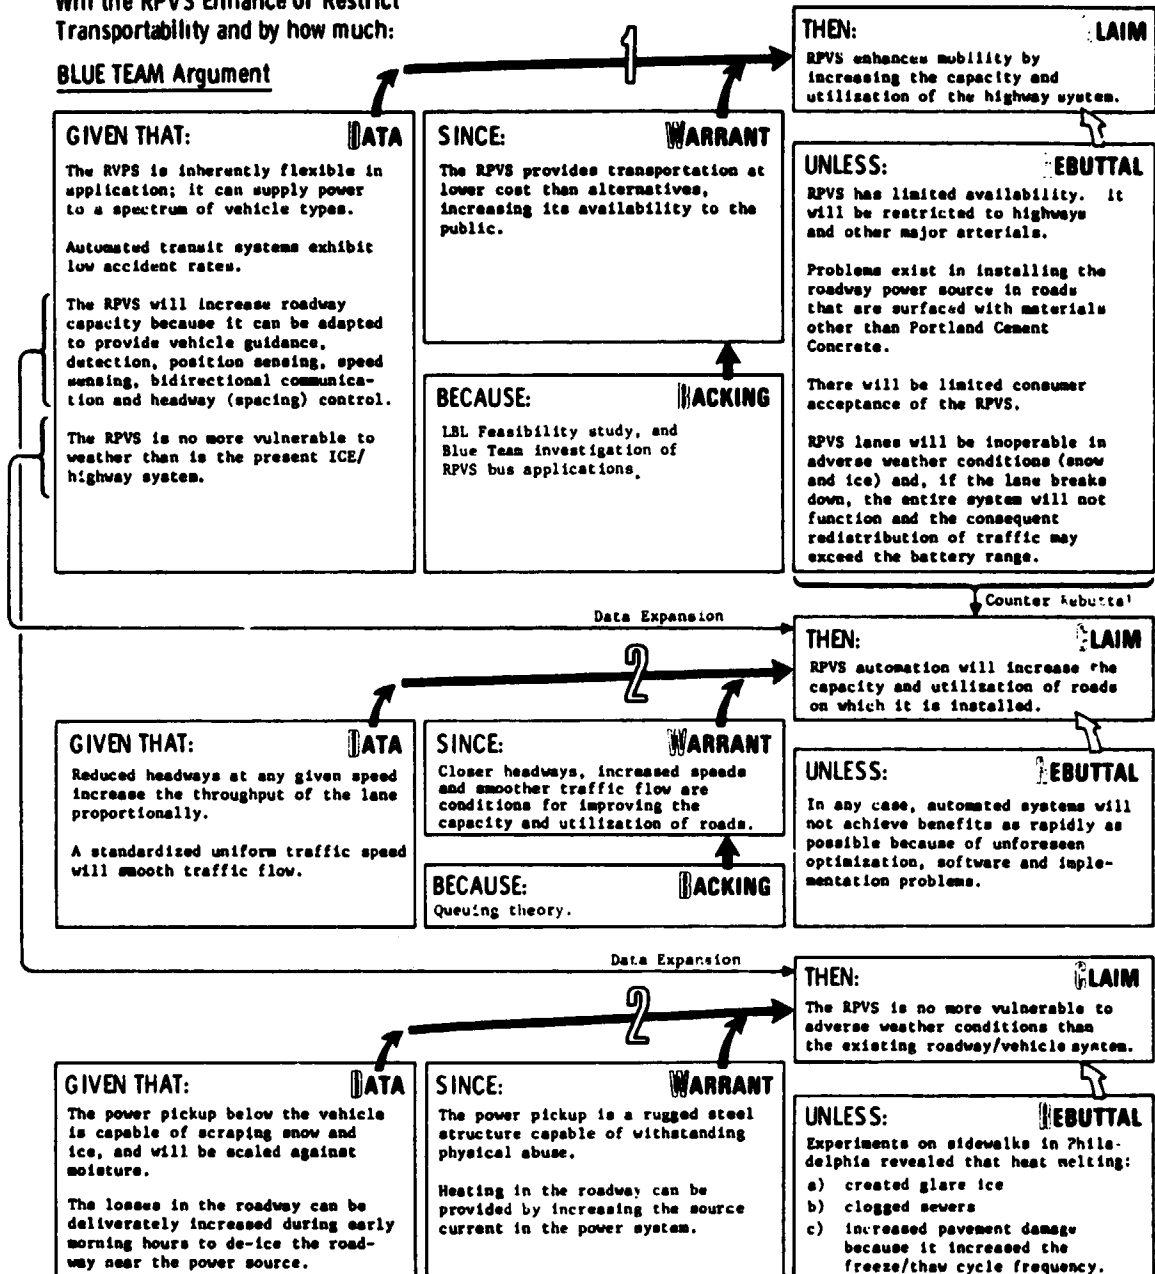 Will the RPVS Enhance or Restrict
Transportability and by how much:
BLUE TEAM Argument
1
THEN: CLAIM
RPVS enhances mobility by
increasing the capacity and
utilization of the highway system.
GIVEN THAT: DATA
The RVPS is inherently flexible in
application; it can supply power
to a spectrum of vehicle types.
Automated transit systems exhibit
low accident rates.
The RPVS will increase roadway
capacity because it can be adapted
to provide vehicle guidance,
detection, position sensing, speed
sensing, bidirectional communica-
tion and headway (spacing) control.
The RPVS is no more vulnerable to
weather than is the present ICE/
highway system.
SINCE: WARRANT
The RPVS provides transportation at
lower cost than alternatives,
increasing its availability to the
public.
BECAUSE: BACKING
LBL Feasibility study, and
Blue Team investigation of
RPVS bus applications.
UNLESS: REBUTTAL
RPVS has limited availability. It
will be restricted to highways
and other major arterials.
Problems exist in installing the
roadway power source in roads
that are surfaced with materials
other than Portland Cement
Concrete.
There will be limited consumer
acceptance of the RPVS.
RPVS lanes will be inoperable in
adverse weather conditions (snow
and ice) and, if the lane breaks
down, the entire system will not
function and the consequent
redistribution of traffic may
exceed the battery range.
Counter Rebuttal
Data Expansion
2
THEN: CLAIM
RPVS automation will increase the
capacity and utilization of roads
on which it is installed.
GIVEN THAT: DATA
Reduced headways at any given speed
increase the throughput of the lane
proportionally.
A standardized uniform traffic speed
will smooth traffic flow.
SINCE: WARRANT
Closer headways, increased speeds
and smoother traffic flow are
conditions for improving the
capacity and utilization of roads.
BECAUSE: BACKING
Queuing theory.
UNLESS: REBUTTAL
In any case, automated systems will
not achieve benefits as rapidly as
possible because of unforeseen
optimization, software and imple-
mentation problems.
Data Expansion
2
THEN: CLAIM
The RPVS is no more vulnerable to
adverse weather conditions than
the existing roadway/vehicle system.
GIVEN THAT: DATA
The power pickup below the vehicle
is capable of scraping snow and
ice, and will be sealed against
moisture.
The losses in the roadway can be
deliverately increased during early
morning hours to de-ice the road-
way near the power source.
SINCE: WARRANT
The power pickup is a rugged steel
structure capable of withstanding
physical abuse.
Heating in the roadway can be
provided by increasing the source
current in the power system.
UNLESS: REBUTTAL
Experiments on sidewalks in Phila-
delphia revealed that heat melting:
a) created glare ice
b) clogged sewers
c) increased pavement damage
because it increased the
freeze/thaw cycle frequency.